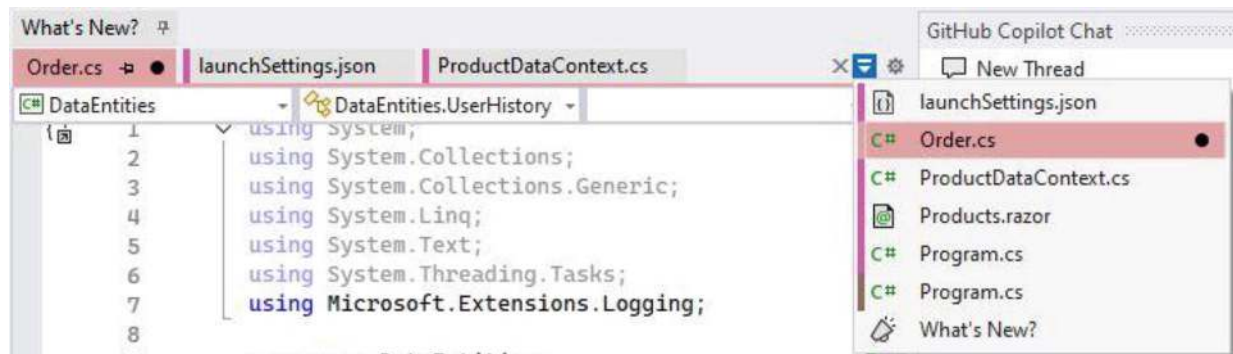 What's New?
GitHub Copilot Chat
Order.cs
launchSettings.json
ProductDataContext.cs
New Thread
C# DataEntities
DataEntities.UserHistory
1 using System;
2 using System.Collections;
3 using System.Collections.Generic;
4 using System.Linq;
5 using System.Text;
6 using System.Threading.Tasks;
7 using Microsoft.Extensions.Logging;
8
launchSettings.json
C# Order.cs
C# ProductDataContext.cs
Products.razor
C# Program.cs
C# Program.cs
What's New?